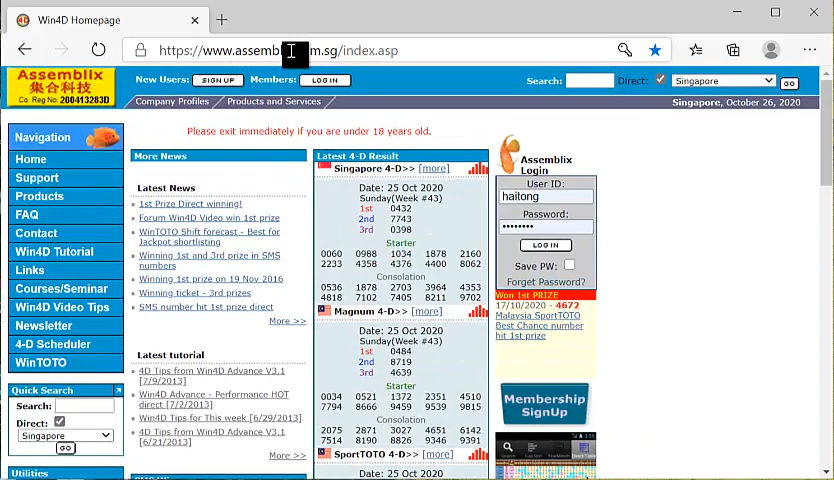 Win4D Homepage
https://www.assembl m.sg/index.asp
Assemblix
集合科技
Co. Reg No: 200413283D
New Users: SIGN UP Members: LOG IN
Search: Direct: Singapore GO
Company Profiles Products and Services
Singapore, October 26, 2020
Navigation
Home
Support
Products
FAQ
Contact
Win4D Tutorial
Links
Courses/Seminar
Win4D Video Tips
Newsletter
4-D Scheduler
WinTOTO
Quick Search
Search:
Direct:
Singapore
GO
Utilities
Please exit immediately if you are under 18 years old.
More News
Latest News
1st Prize Direct winning!
Forum Win4D Video win 1st prize
WinTOTO Shift forecast - Best for
Jackpot shortlisting
Winning 1st and 3rd prize in SMS
numbers
Winning 1st prize on 19 Nov 2016
Winning ticket - 3rd prizes
SMS number hit 1st prize direct
More >>
Latest tutorial
4D Tips from Win4D Advance V3.1
[7/9/2013]
Win4D Advance - Performance HOT
direct [7/2/2013]
Win4D Tips for This week [6/29/2013]
4D Tips from Win4D Advance V3.1
[6/21/2013]
More >>
Latest 4-D Result
Singapore 4-D>> [more]
Date: 25 Oct 2020
Sunday(Week #43)
1st 0432
2nd 7743
3rd 0398
Starter
0060 0988 1034 1878 2160
2233 4358 4376 4400 8062
Consolation
0536 1878 2703 3964 4353
4818 7102 7405 8211 9702
Magnum 4-D>> [more]
Date: 25 Oct 2020
Sunday(Week #43)
1st 0484
2nd 8719
3rd 4639
Starter
0034 0521 1372 2351 4510
7794 8666 9459 9539 9815
Consolation
2075 2871 3027 4651 6142
7514 8190 8826 9346 9391
SportTOTO 4-D>> [more]
Date: 25 Oct 2020
Assemblix
Login
User ID:
hailong
Password:
••••••••
LOG IN
Save PW:
Forget Password?
Won 1st PRIZE
17/10/2020 - 4672
Malaysia SportTOTO
Best Chance number
hit 1st prize
Membership
SignUp